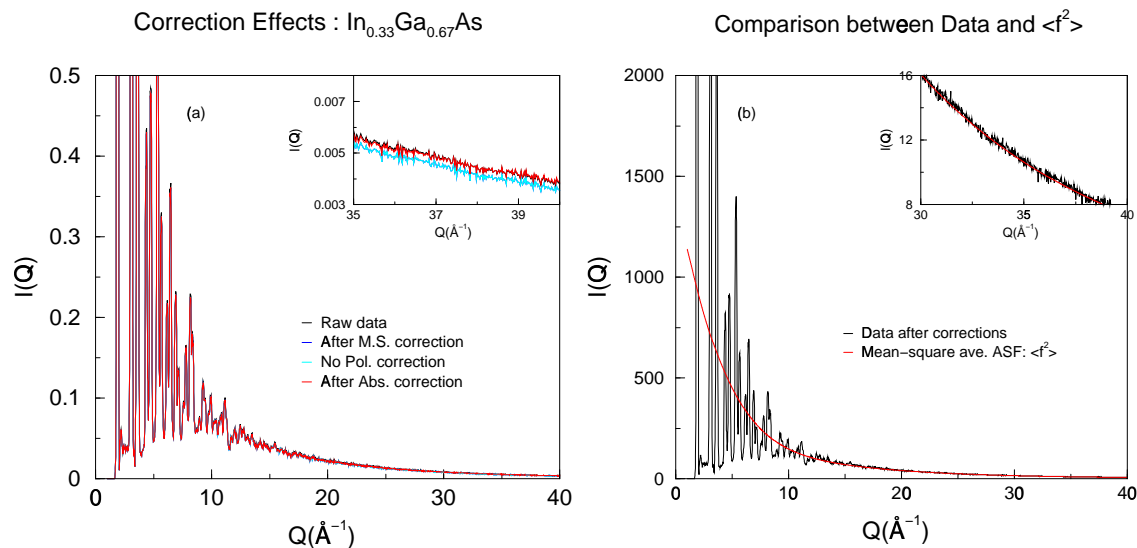 Correction Effects : In0.33Ga0.67As
Comparison between Data and <f²>
0.5
0.4
0.3
0.2
0.1
0
I(Q)
(a)
0.007
0.005
0.003
I(Q)
35
37
39
Q(Å⁻¹)
Raw data
After M.S. correction
No Pol. correction
After Abs. correction
0
10
20
30
40
Q(Å⁻¹)
2000
1500
1000
500
0
I(Q)
(b)
16
12
8
I(Q)
30
35
40
Q(Å⁻¹)
Data after corrections
Mean−square ave. ASF: <f²>
0
10
20
30
40
Q(Å⁻¹)